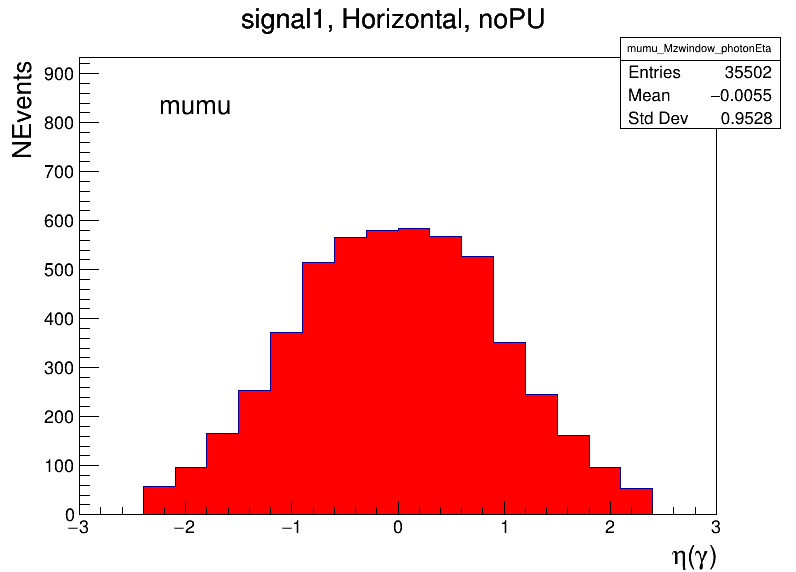 signal1, Horizontal, noPU
mumu_Mzwindow_photonEta
Entries 35502
Mean −0.0055
Std Dev 0.9528
NEvents
mumu
900
800
700
600
500
400
300
200
100
0
−3 −2 −1 0 1 2 3
η(γ)